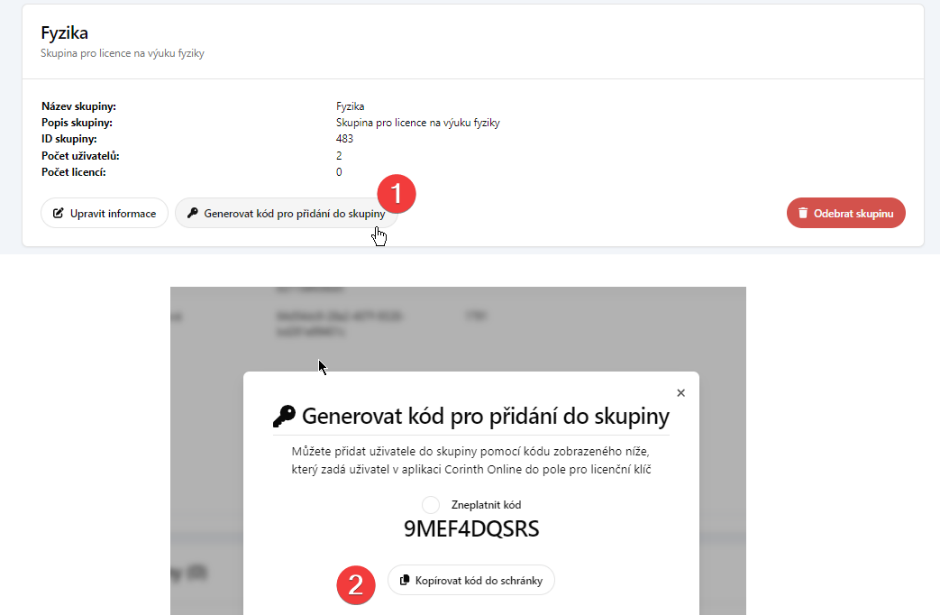 Fyzika
Skupina pro licence na výuku fyziky
Název skupiny: Fyzika
Popis skupiny: Skupina pro licence na výuku fyziky
ID skupiny: 483
Počet uživatelů: 2
Počet licencí: 0
1
Upravit informace Generovat kód pro přidání do skupiny Odebrat skupinu
×
Generovat kód pro přidání do skupiny
Můžete přidat uživatele do skupiny pomocí kódu zobrazeného níže,
který zadá uživatel v aplikaci Corinth Online do pole pro licenční klíč
Zneplatnit kód
9MEF4DQSRS
2 Kopírovat kód do schránky